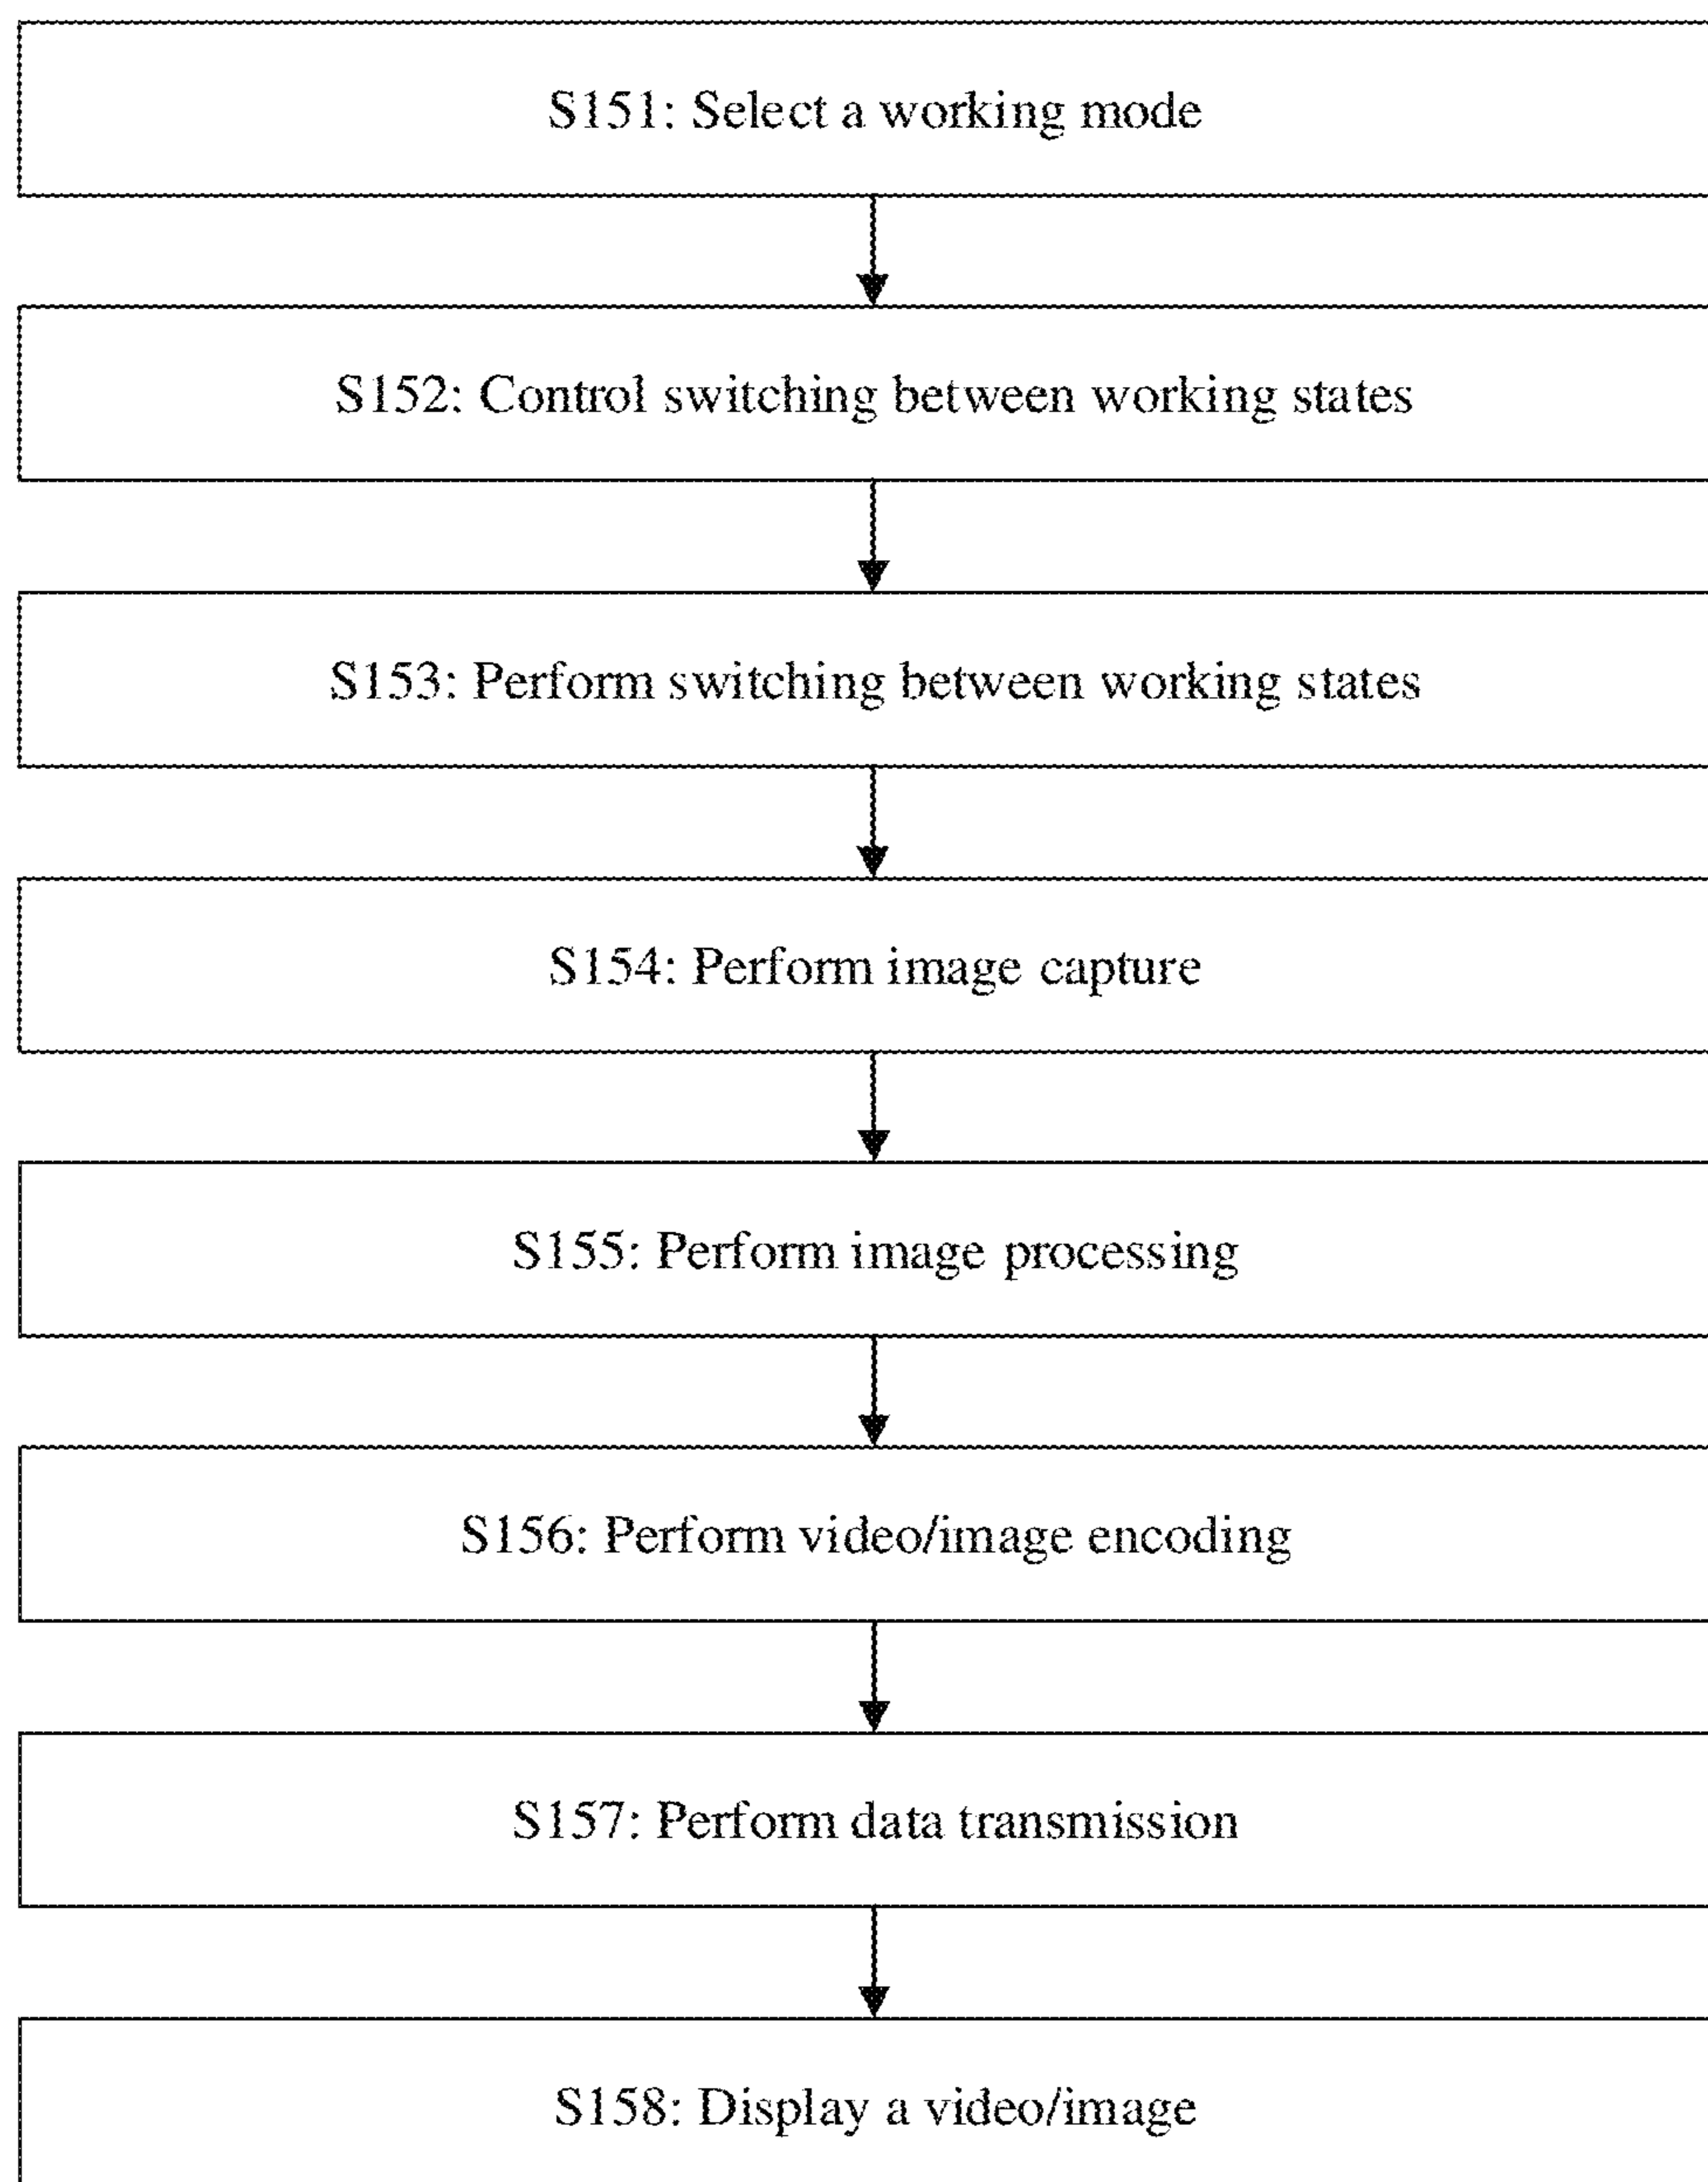 S151: Select a working mode
S152: Control switching between working states
S153: Perform switching between working states
S154: Perform image capture
S155: Perform image processing
S156: Perform video/image encoding
S157: Perform data transmission
S158: Display a video/image